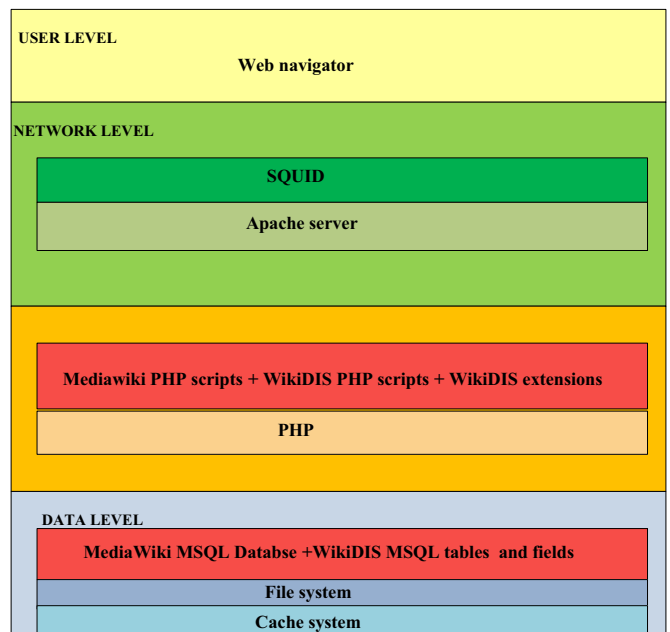 USER LEVEL
Web navigator
NETWORK LEVEL
SQUID
Apache server
Mediawiki PHP scripts + WikiDIS PHP scripts + WikiDIS extensions
PHP
DATA LEVEL
MediaWiki MSQL Databse +WikiDIS MSQL tables and fields
File system
Cache system